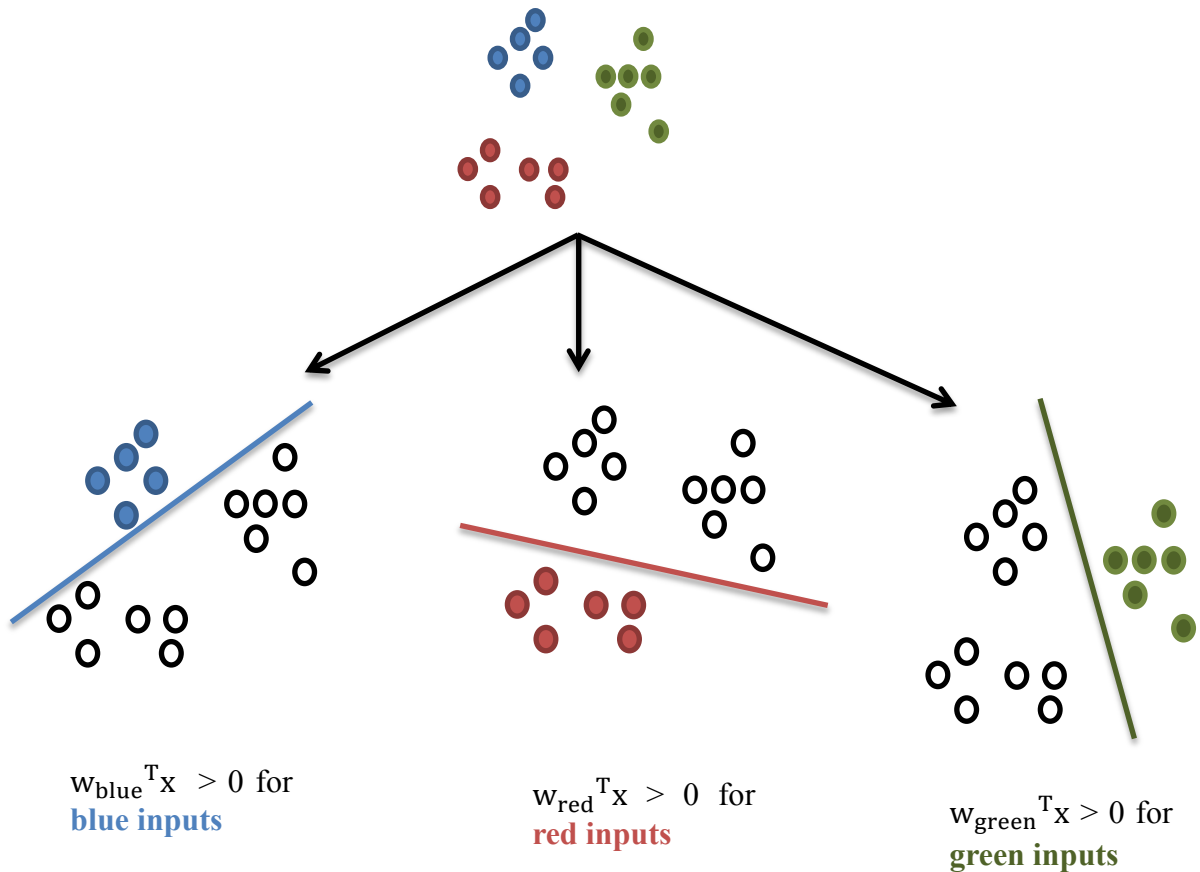 w_blue^T x > 0 for
blue inputs
w_red^T x > 0 for
red inputs
w_green^T x > 0 for
green inputs